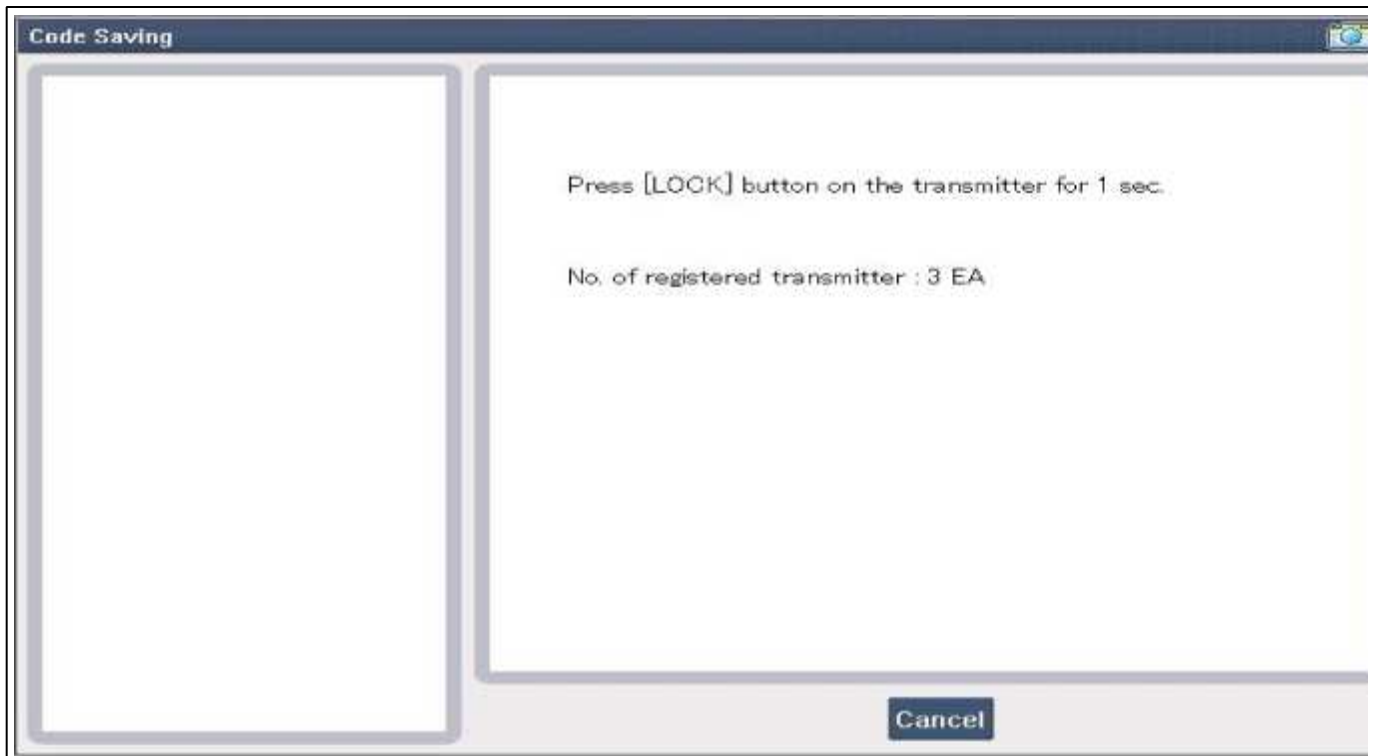 Code Saving
Press [LOCK] button on the transmitter for 1 sec.
No. of registered transmitter : 3 EA
Cancel